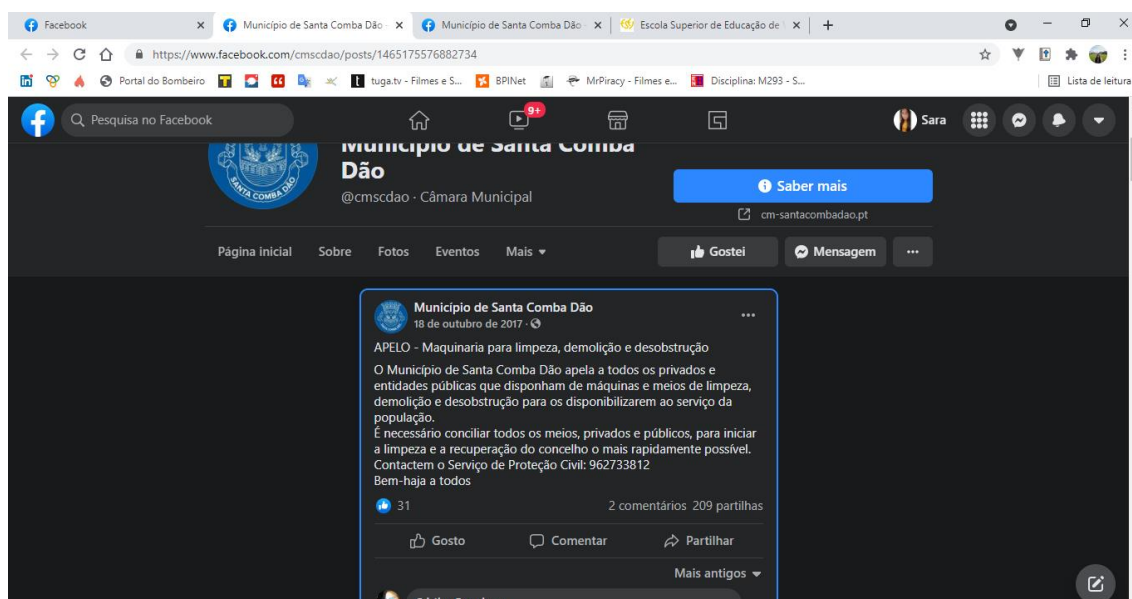 Facebook
Município de Santa Comba Dão -
Município de Santa Comba Dão -
Escola Superior de Educação de
https://www.facebook.com/cmscdao/posts/1465175576882734
Portal do Bombeiro
tuga.tv - Filmes e S...
BPINet
MrPiracy - Filmes e...
Disciplina: M293 - S...
Lista de leitura
Pesquisa no Facebook
9+
Sara
Município de Santa Comba
Dão
@cmscdao · Câmara Municipal
SANTA COMBA DÃO
Saber mais
cm-santacombadao.pt
Página inicial Sobre Fotos Eventos Mais
Gostei Mensagem
Município de Santa Comba Dão
18 de outubro de 2017 ·
APELO - Maquinaria para limpeza, demolição e desobstrução
O Município de Santa Comba Dão apela a todos os privados e
entidades públicas que disponham de máquinas e meios de limpeza,
demolição e desobstrução para os disponibilizarem ao serviço da
população.
É necessário conciliar todos os meios, privados e públicos, para iniciar
a limpeza e a recuperação do concelho o mais rapidamente possível.
Contactem o Serviço de Proteção Civil: 962733812
Bem-haja a todos
31
2 comentários 209 partilhas
Gosto Comentar Partilhar
Mais antigos